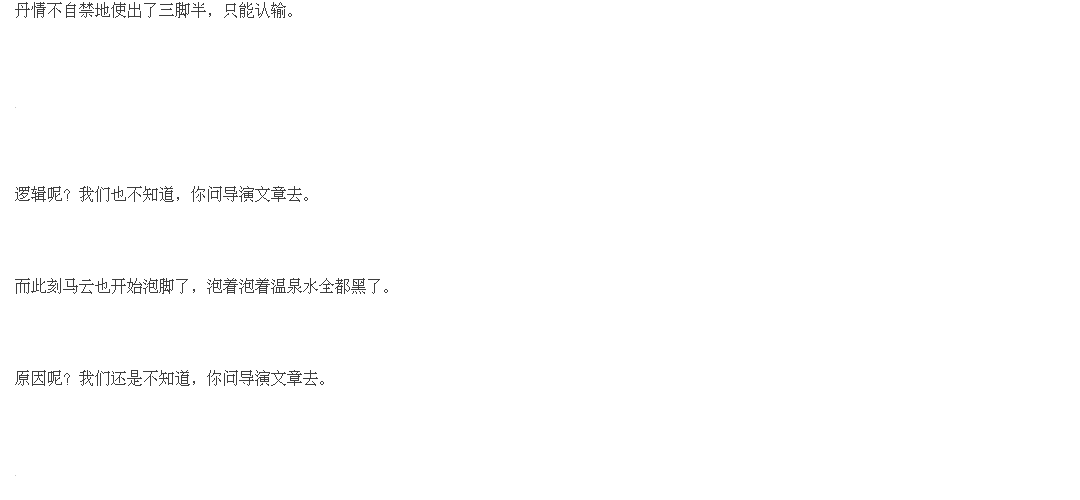 丹情不自禁地使出了三脚半，只能认输。
逻辑呢？我们也不知道，你问导演文章去。
而此刻马云也开始泡脚了，泡着泡着温泉水全都黑了。
原因呢？我们还是不知道，你问导演文章去。